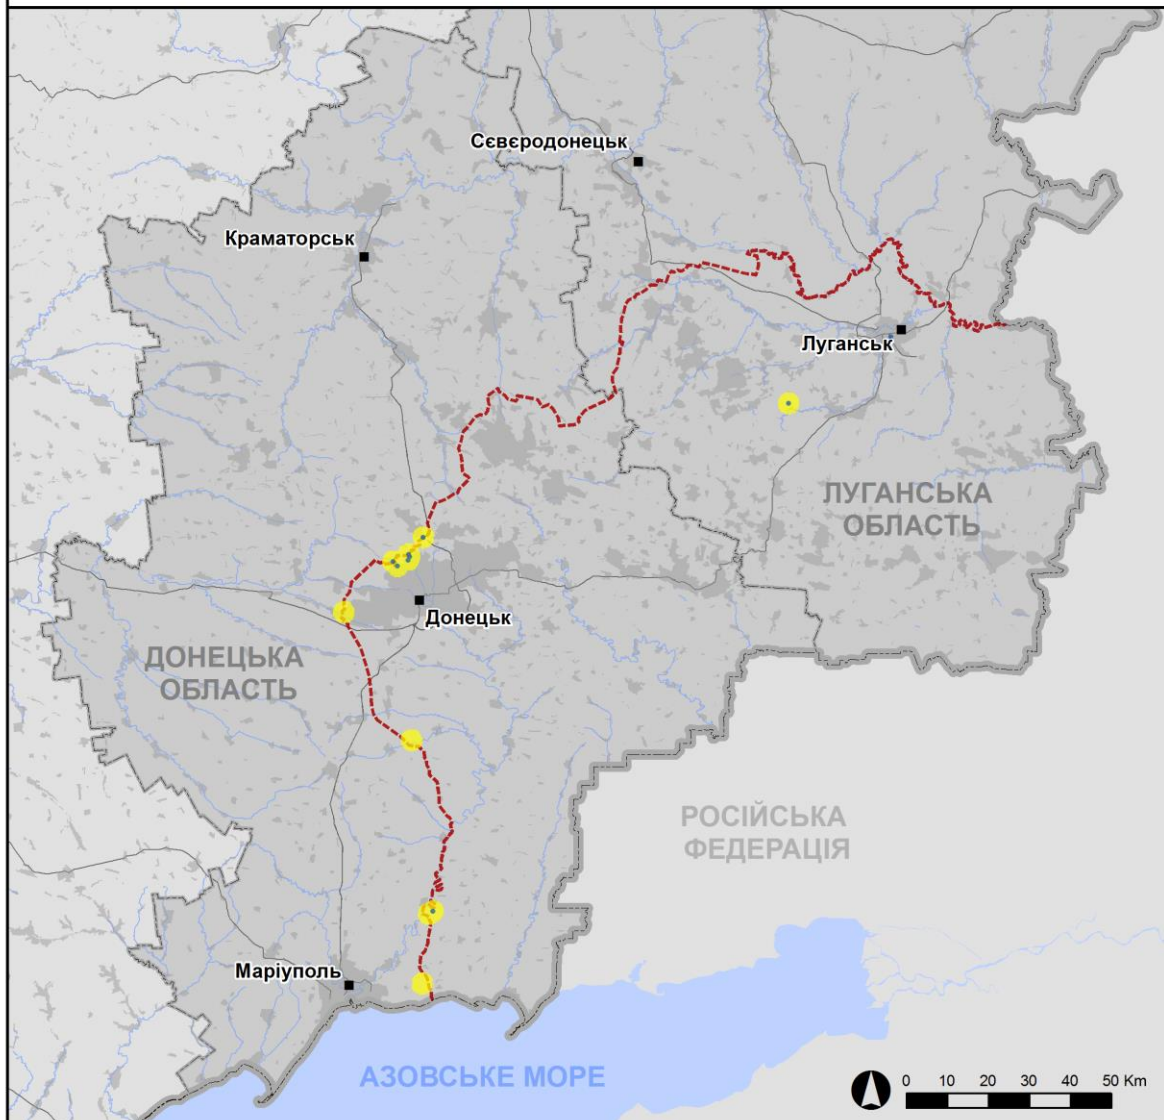 Сєвєродонецьк
Краматорськ
Луганськ
ЛУГАНСЬКА
ОБЛАСТЬ
Донецьк
ДОНЕЦЬКА
ОБЛАСТЬ
РОСІЙСЬКА
ФЕДЕРАЦІЯ
Маріуполь
АЗОВСЬКЕ МОРЕ
0 10 20 30 40 50 Km